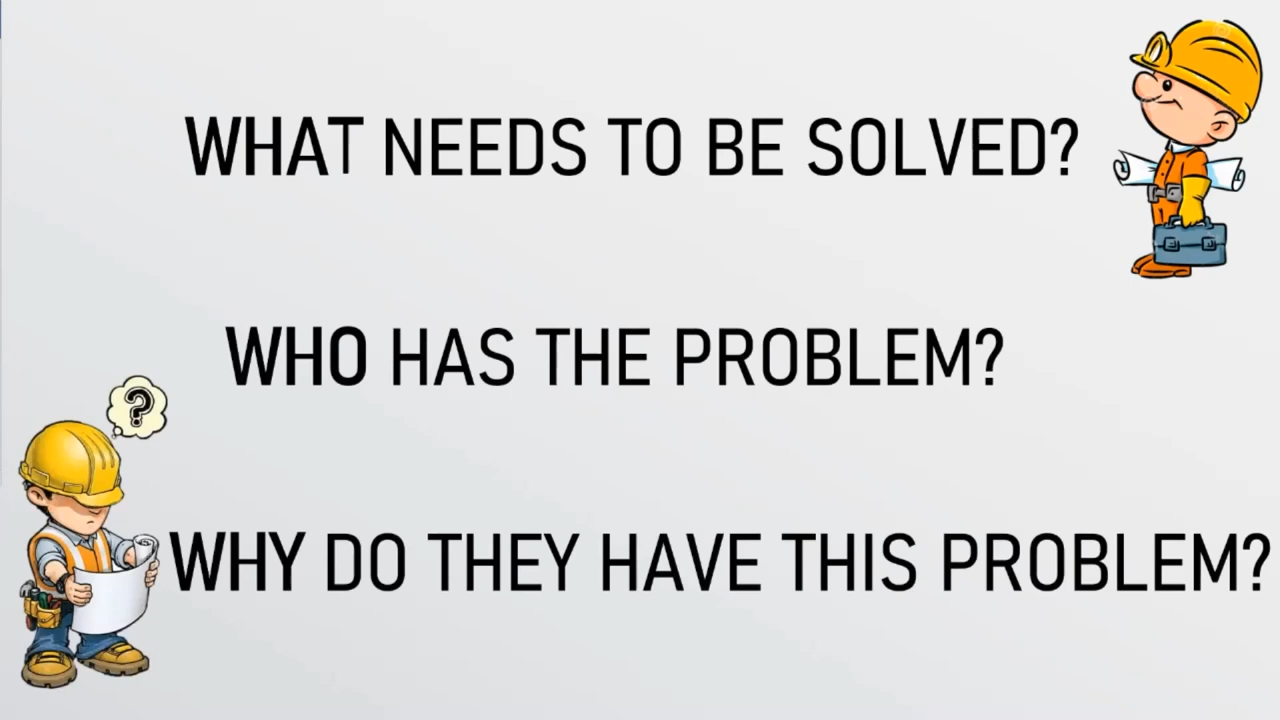 WHAT NEEDS TO BE SOLVED?
WHO HAS THE PROBLEM?
?
WHY DO THEY HAVE THIS PROBLEM?